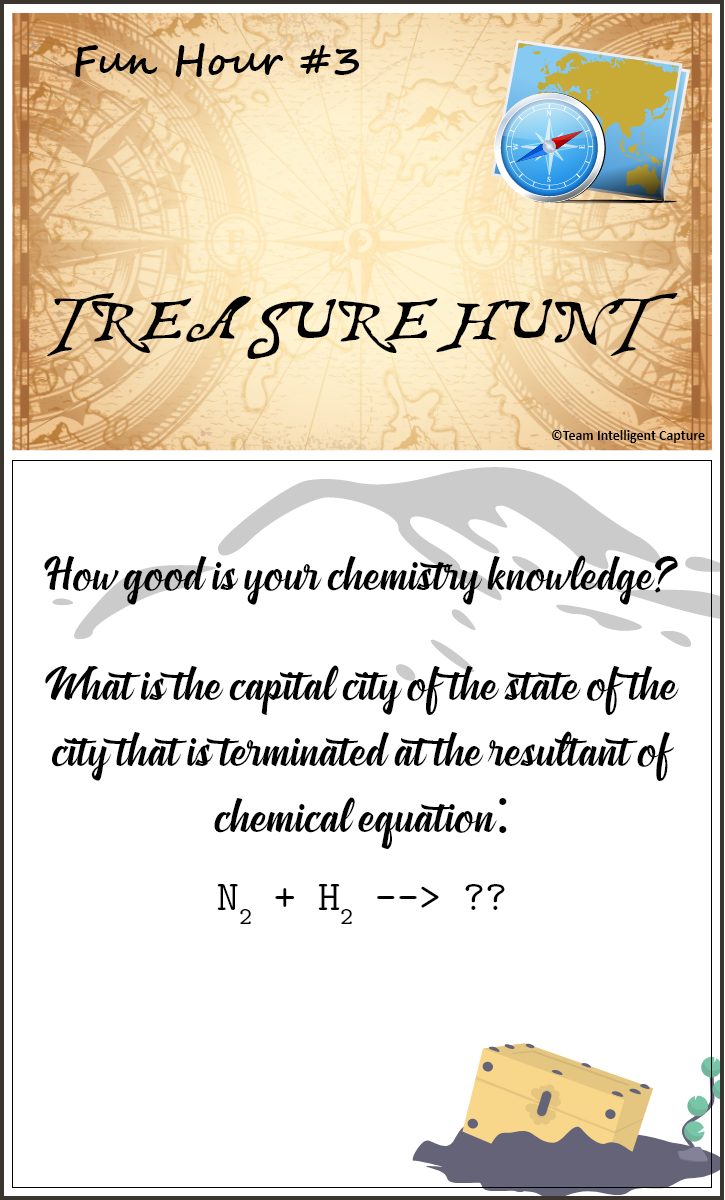 Fun Hour #3
TREASURE HUNT
©Team Intelligent Capture
How good is your chemistry knowledge?
What is the capital city of the state of the
city that is terminated at the resultant of
chemical equation:
N₂ + H₂ --> ??